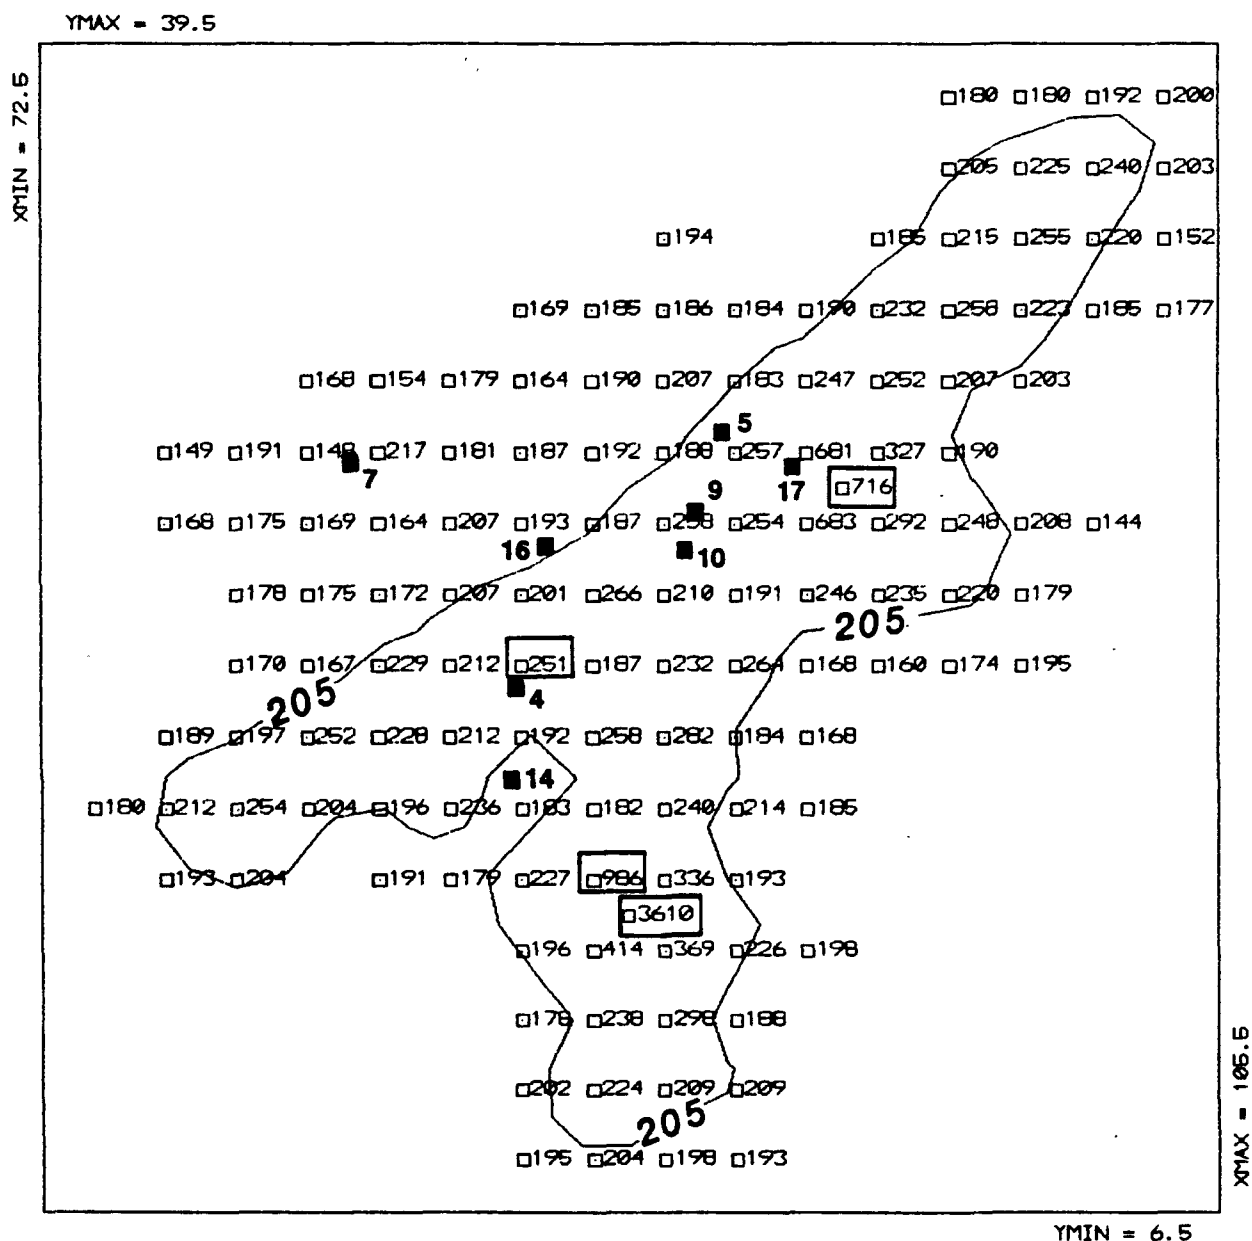 YMAX = 39.5
XMIN = 72.5
180 180 192 200
205 225 240 203
194 185 215 255 220 152
169 185 186 184 190 232 258 223 185 177
168 154 179 164 190 207 183 247 252 207 203
5
149 191 148 217 181 187 192 188 257 681 327 190
7 17
716
9
168 175 169 164 207 193 187 258 254 683 292 248 208 144
16 10
178 175 172 207 201 266 210 191 246 235 220 179
205
170 167 229 212 251 187 232 264 168 160 174 195
205 4
189 197 252 228 212 192 258 282 184 168
14
180 212 254 204 196 236 183 182 240 214 185
193 204 191 179 227 986 336 193
3610
196 414 369 226 198
178 238 298 188
202 224 209 209
205
195 204 198 193
XMAX = 105.5
YMIN = 6.5